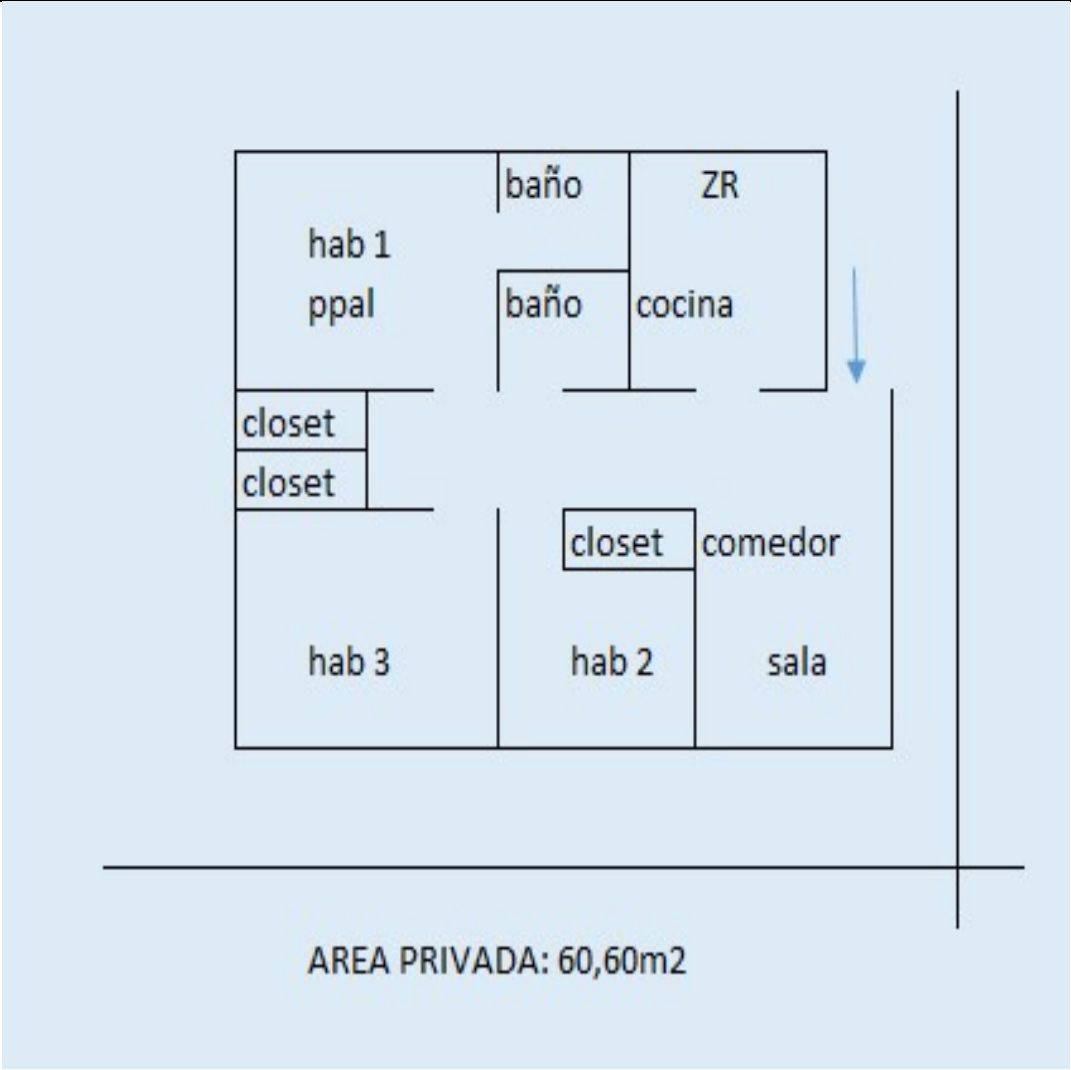 baño ZR
hab 1
ppal baño cocina
closet
closet
closet comedor
hab 3 hab 2 sala
AREA PRIVADA: 60,60m2